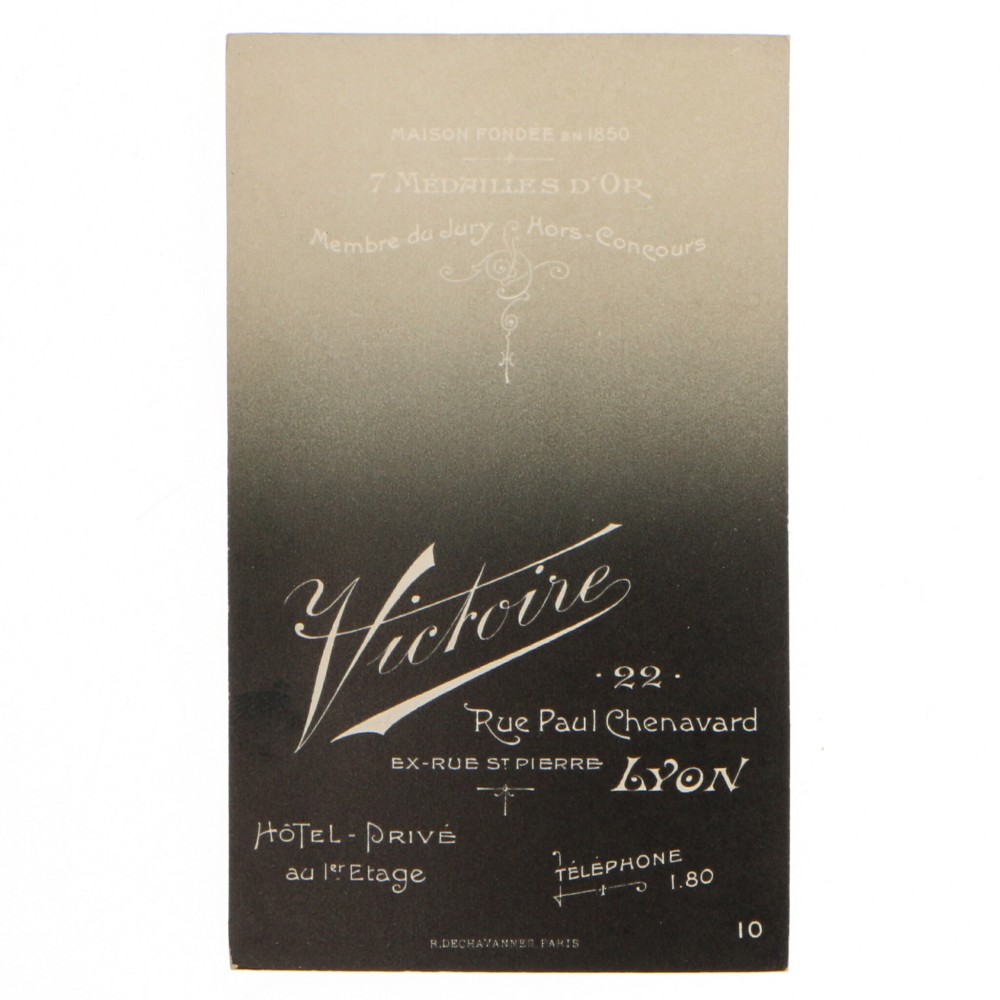 MAISON FONDÉE EN 1850
7 MÉDAILLES D'OR
Membre du Jury Hors-Concours
Victoire
· 22 ·
Rue Paul Chenavard
EX-RUE ST PIERRE LYON
HÔTEL-PRIVÉ
au 1er Etage
TÉLÉPHONE
1.80
10
R. DECHAVANNES, PARIS